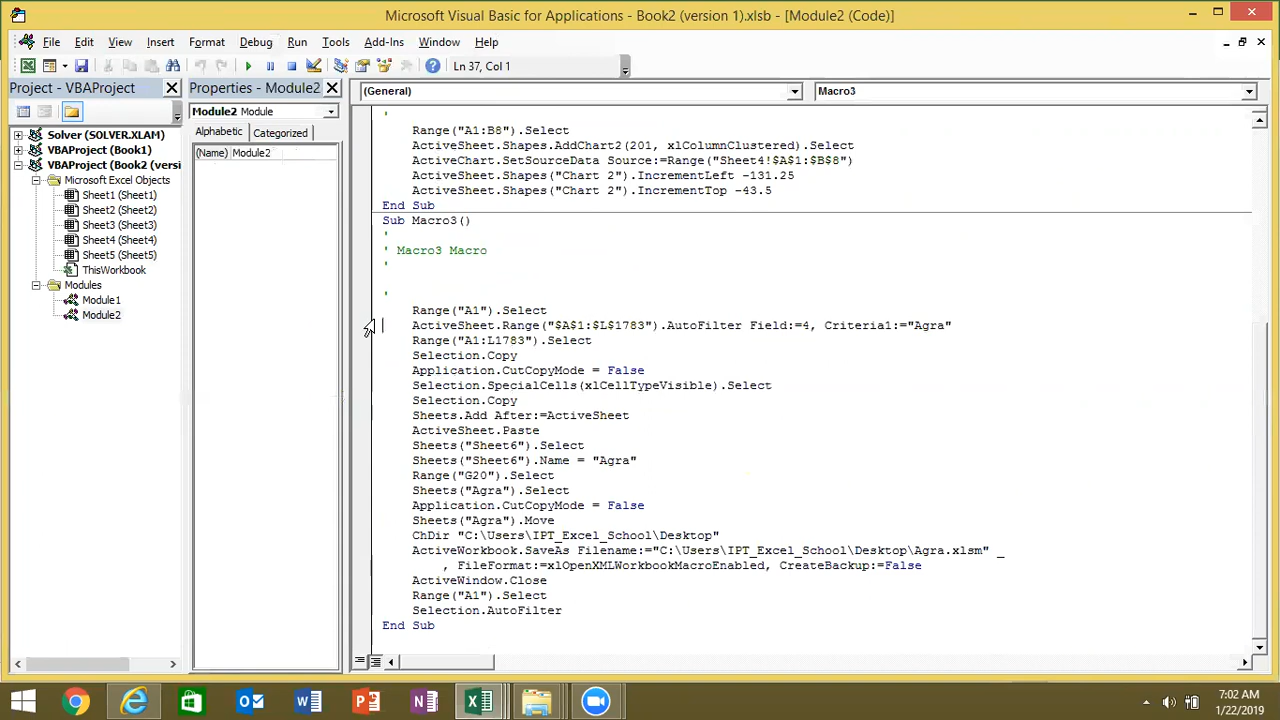 Microsoft Visual Basic for Applications - Book2 (version 1).xlsb - [Module2 (Code)]
File Edit View Insert Format Debug Run Tools Add-Ins Window Help
Ln 37, Col 1
Project - VBAProject
Properties - Module2
(General)
Macro3
Module2 Module
Alphabetic Categorized
(Name) Module2
Solver (SOLVER.XLAM)
VBAProject (Book1)
VBAProject (Book2 (versi
Microsoft Excel Objects
Sheet1 (Sheet1)
Sheet2 (Sheet2)
Sheet3 (Sheet3)
Sheet4 (Sheet4)
Sheet5 (Sheet5)
ThisWorkbook
Modules
Module1
Module2
'
Range("A1:B8").Select
ActiveSheet.Shapes.AddChart2(201, xlColumnClustered).Select
ActiveChart.SetSourceData Source:=Range("Sheet4!$A$1:$B$8")
ActiveSheet.Shapes("Chart 2").IncrementLeft -131.25
ActiveSheet.Shapes("Chart 2").IncrementTop -43.5
End Sub
Sub Macro3()
'
' Macro3 Macro
'
'
Range("A1").Select
ActiveSheet.Range("$A$1:$L$1783").AutoFilter Field:=4, Criteria1:="Agra"
Range("A1:L1783").Select
Selection.Copy
Application.CutCopyMode = False
Selection.SpecialCells(xlCellTypeVisible).Select
Selection.Copy
Sheets.Add After:=ActiveSheet
ActiveSheet.Paste
Sheets("Sheet6").Select
Sheets("Sheet6").Name = "Agra"
Range("G20").Select
Sheets("Agra").Select
Application.CutCopyMode = False
Sheets("Agra").Move
ChDir "C:\Users\IPT_Excel_School\Desktop"
ActiveWorkbook.SaveAs Filename:="C:\Users\IPT_Excel_School\Desktop\Agra.xlsm" _
, FileFormat:=xlOpenXMLWorkbookMacroEnabled, CreateBackup:=False
ActiveWindow.Close
Range("A1").Select
Selection.AutoFilter
End Sub
7:02 AM
1/22/2019